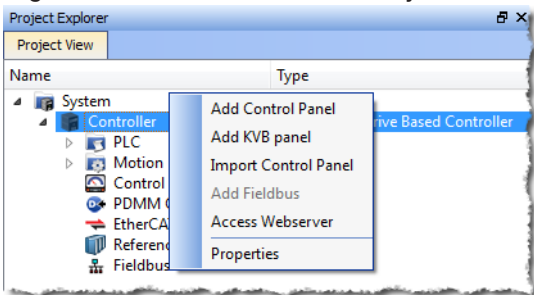 Project Explorer
Project View
Name Type
System
Controller rive Based Controller
Add Control Panel
Add KVB panel
Import Control Panel
Add Fieldbus
Access Webserver
Properties
PLC
Motion
Control
PDMM
EtherCA
Referenc
Fieldbus